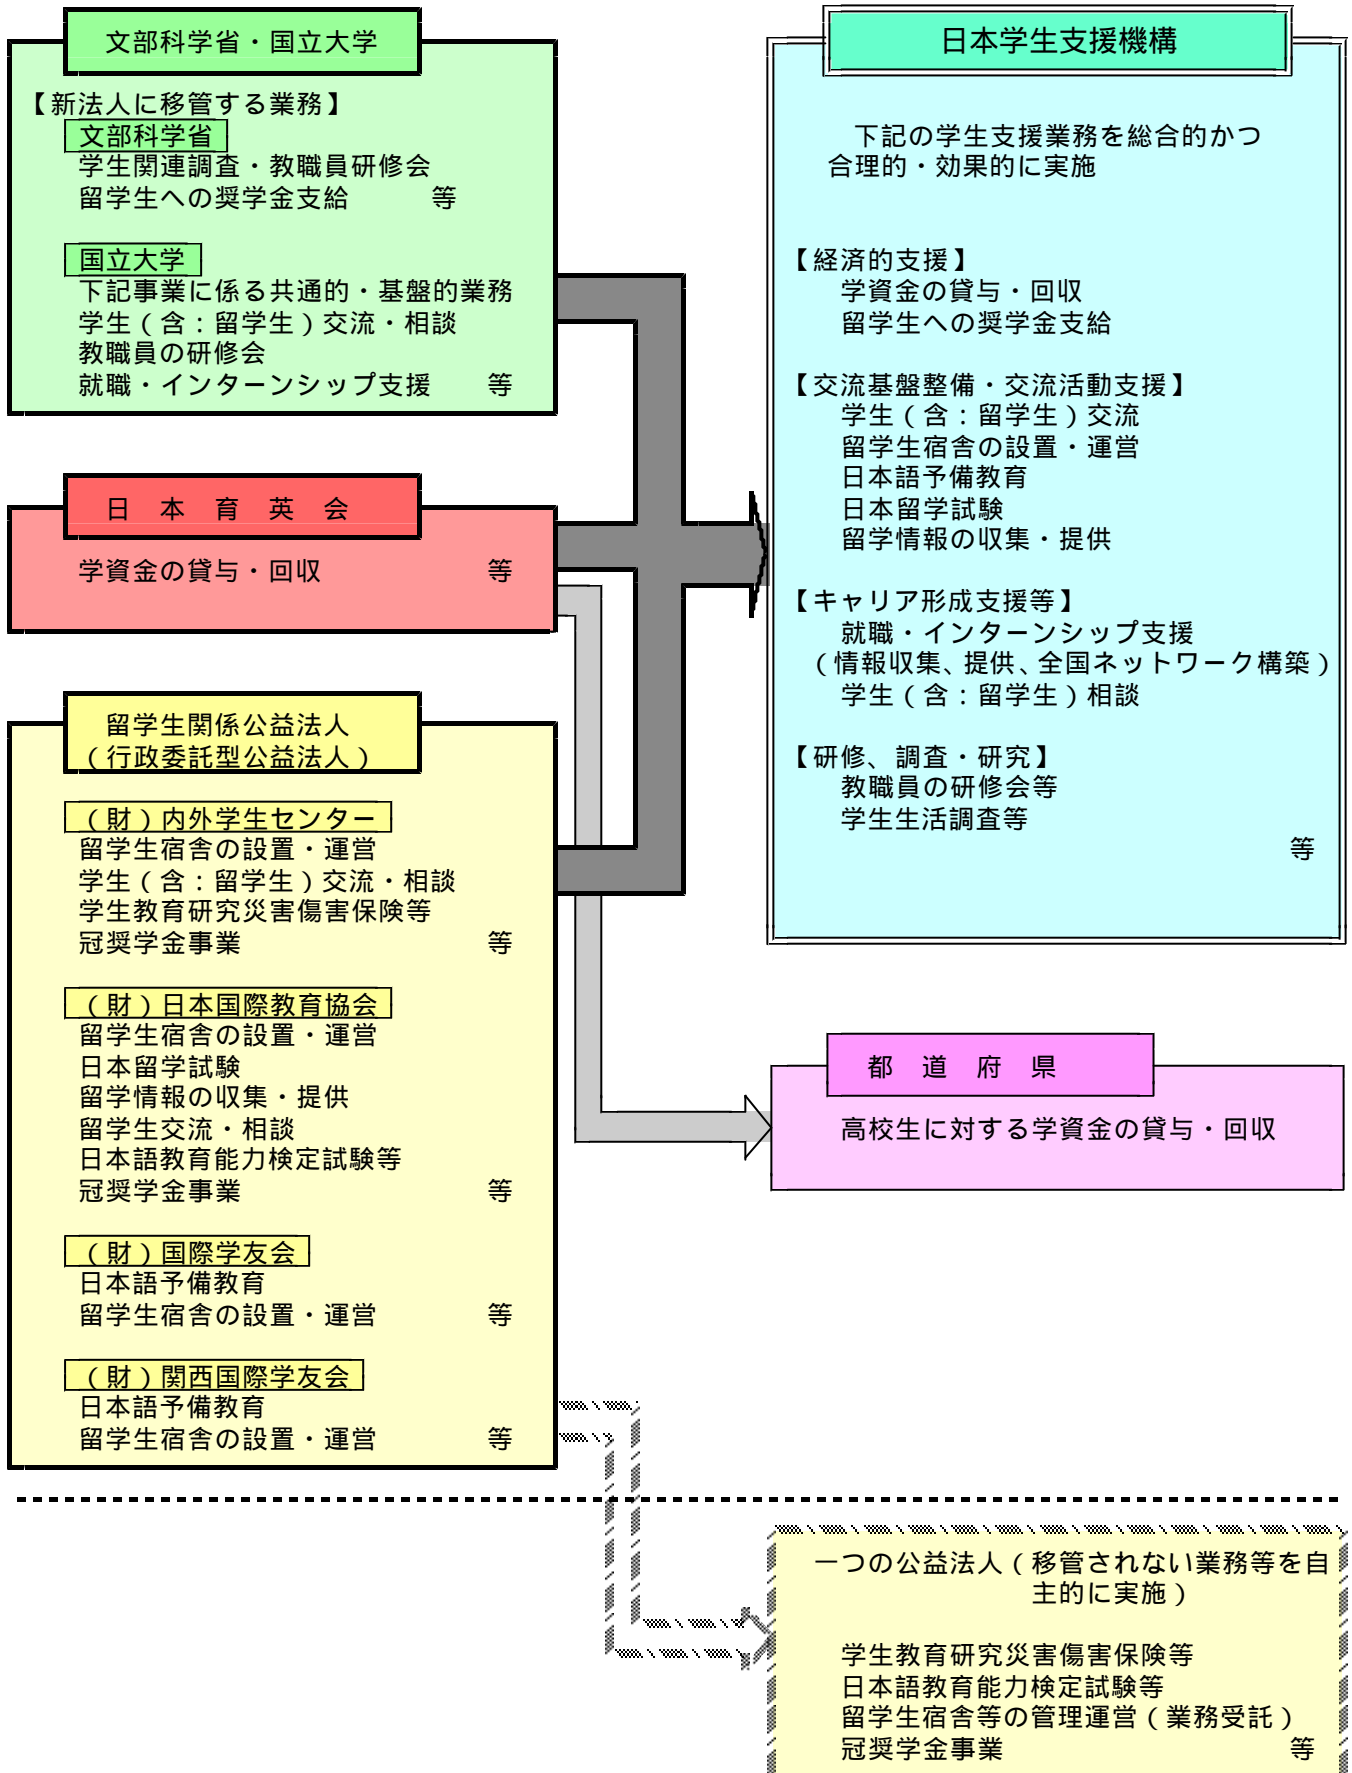 文部科学省・国立大学
【新法人に移管する業務】
文部科学省
学生関連調査・教職員研修会
留学生への奨学金支給 等
国立大学
下記事業に係る共通的・基盤的業務
学生（含：留学生）交流・相談
教職員の研修会
就職・インターンシップ支援 等
日 本 育 英 会
学資金の貸与・回収 等
留学生関係公益法人
（行政委託型公益法人）
（財）内外学生センター
留学生宿舎の設置・運営
学生（含：留学生）交流・相談
学生教育研究災害傷害保険等
冠奨学金事業 等
（財）日本国際教育協会
留学生宿舎の設置・運営
日本留学試験
留学情報の収集・提供
留学生交流・相談
日本語教育能力検定試験等
冠奨学金事業 等
（財）国際学友会
日本語予備教育
留学生宿舎の設置・運営 等
（財）関西国際学友会
日本語予備教育
留学生宿舎の設置・運営 等
日本学生支援機構
下記の学生支援業務を総合的かつ
合理的・効果的に実施
【経済的支援】
学資金の貸与・回収
留学生への奨学金支給
【交流基盤整備・交流活動支援】
学生（含：留学生）交流
留学生宿舎の設置・運営
日本語予備教育
日本留学試験
留学情報の収集・提供
【キャリア形成支援等】
就職・インターンシップ支援
（情報収集、提供、全国ネットワーク構築）
学生（含：留学生）相談
【研修、調査・研究】
教職員の研修会等
学生生活調査等
等
都 道 府 県
高校生に対する学資金の貸与・回収
一つの公益法人（移管されない業務等を自
主的に実施）
学生教育研究災害傷害保険等
日本語教育能力検定試験等
留学生宿舎等の管理運営（業務受託）
冠奨学金事業 等